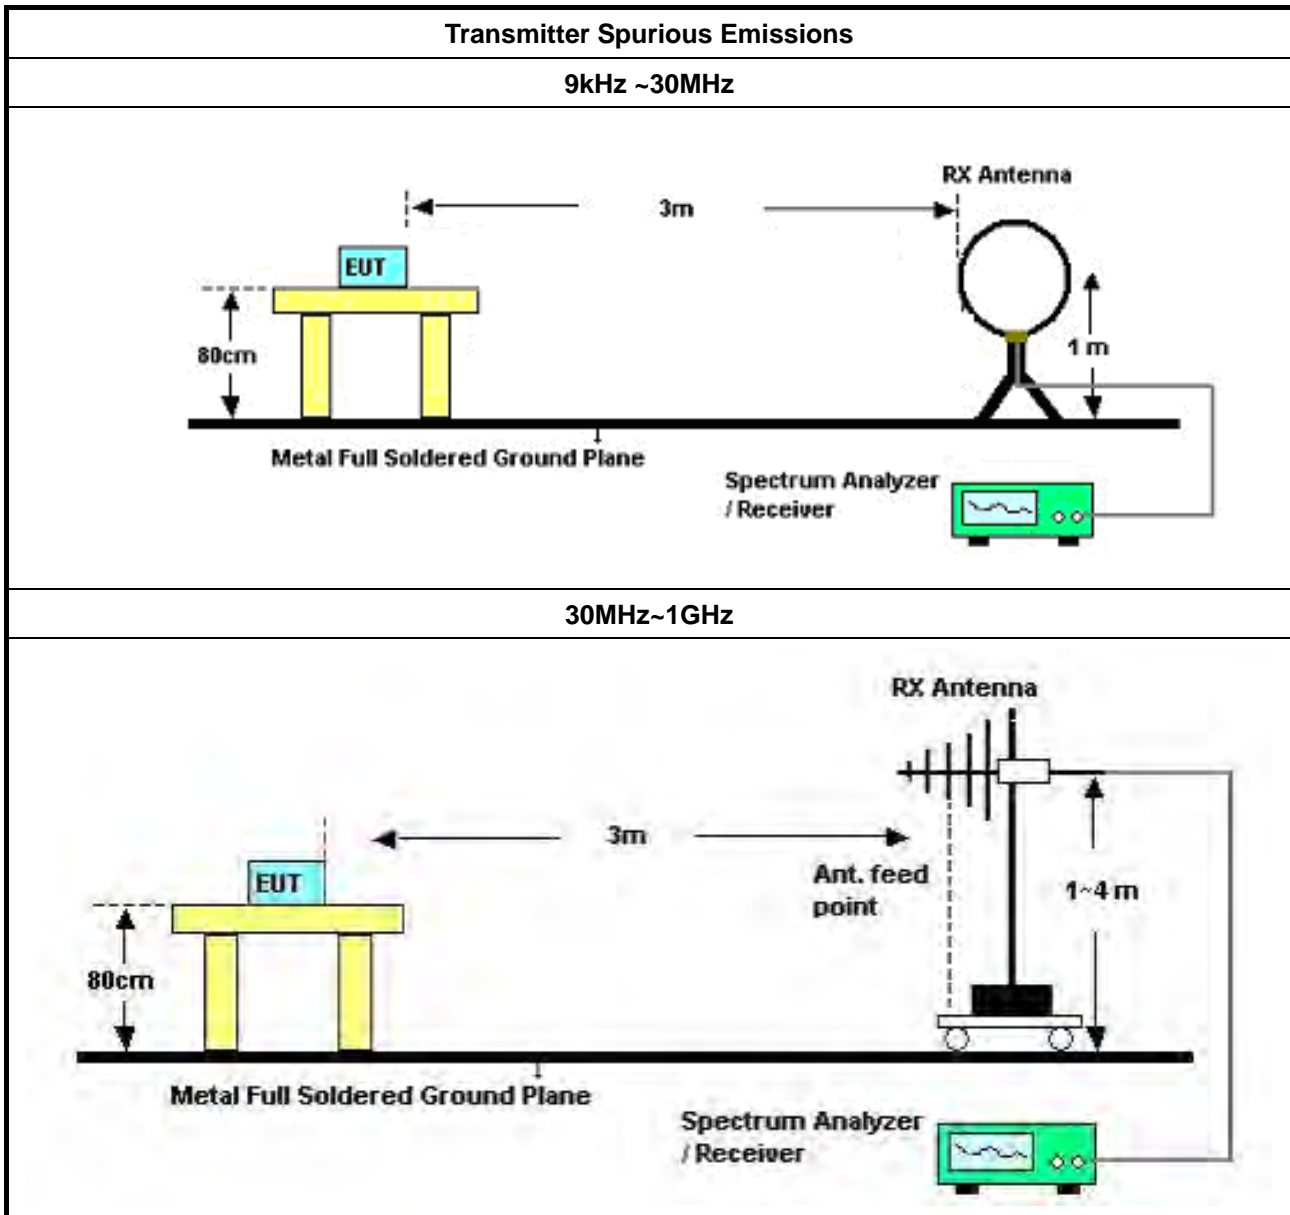 Transmitter Spurious Emissions
9kHz ~30MHz
RX Antenna
3m
EUT
80cm
1 m
Metal Full Soldered Ground Plane
Spectrum Analyzer
/ Receiver
30MHz~1GHz
RX Antenna
3m
Ant. feed
point
EUT
1~4 m
80cm
Metal Full Soldered Ground Plane
Spectrum Analyzer
/ Receiver